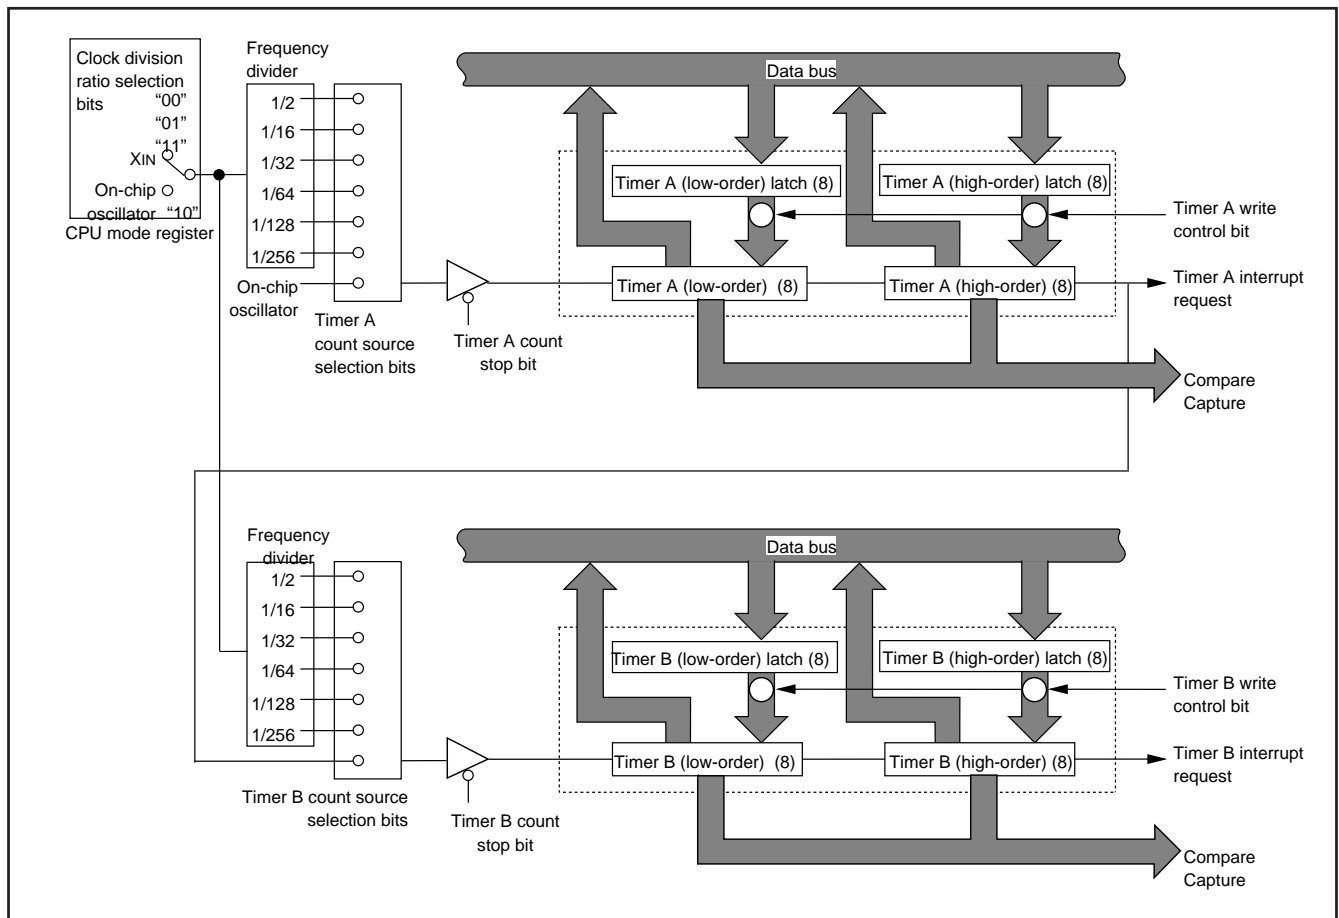 Clock division
ratio selection
bits
“00”
“01”
“11”
XIN
On-chip
oscillator “10”
CPU mode register
Frequency
divider
1/2
1/16
1/32
1/64
1/128
1/256
On-chip
oscillator
Timer A
count source
selection bits
Timer A count
stop bit
Data bus
Timer A (low-order) latch (8)
Timer A (high-order) latch (8)
Timer A write
control bit
Timer A (low-order) (8)
Timer A (high-order) (8)
Timer A interrupt
request
Compare
Capture
Frequency
divider
1/2
1/16
1/32
1/64
1/128
1/256
Timer B count source
selection bits
Timer B count
stop bit
Data bus
Timer B (low-order) latch (8)
Timer B (high-order) latch (8)
Timer B write
control bit
Timer B (low-order) (8)
Timer B (high-order) (8)
Timer B interrupt
request
Compare
Capture